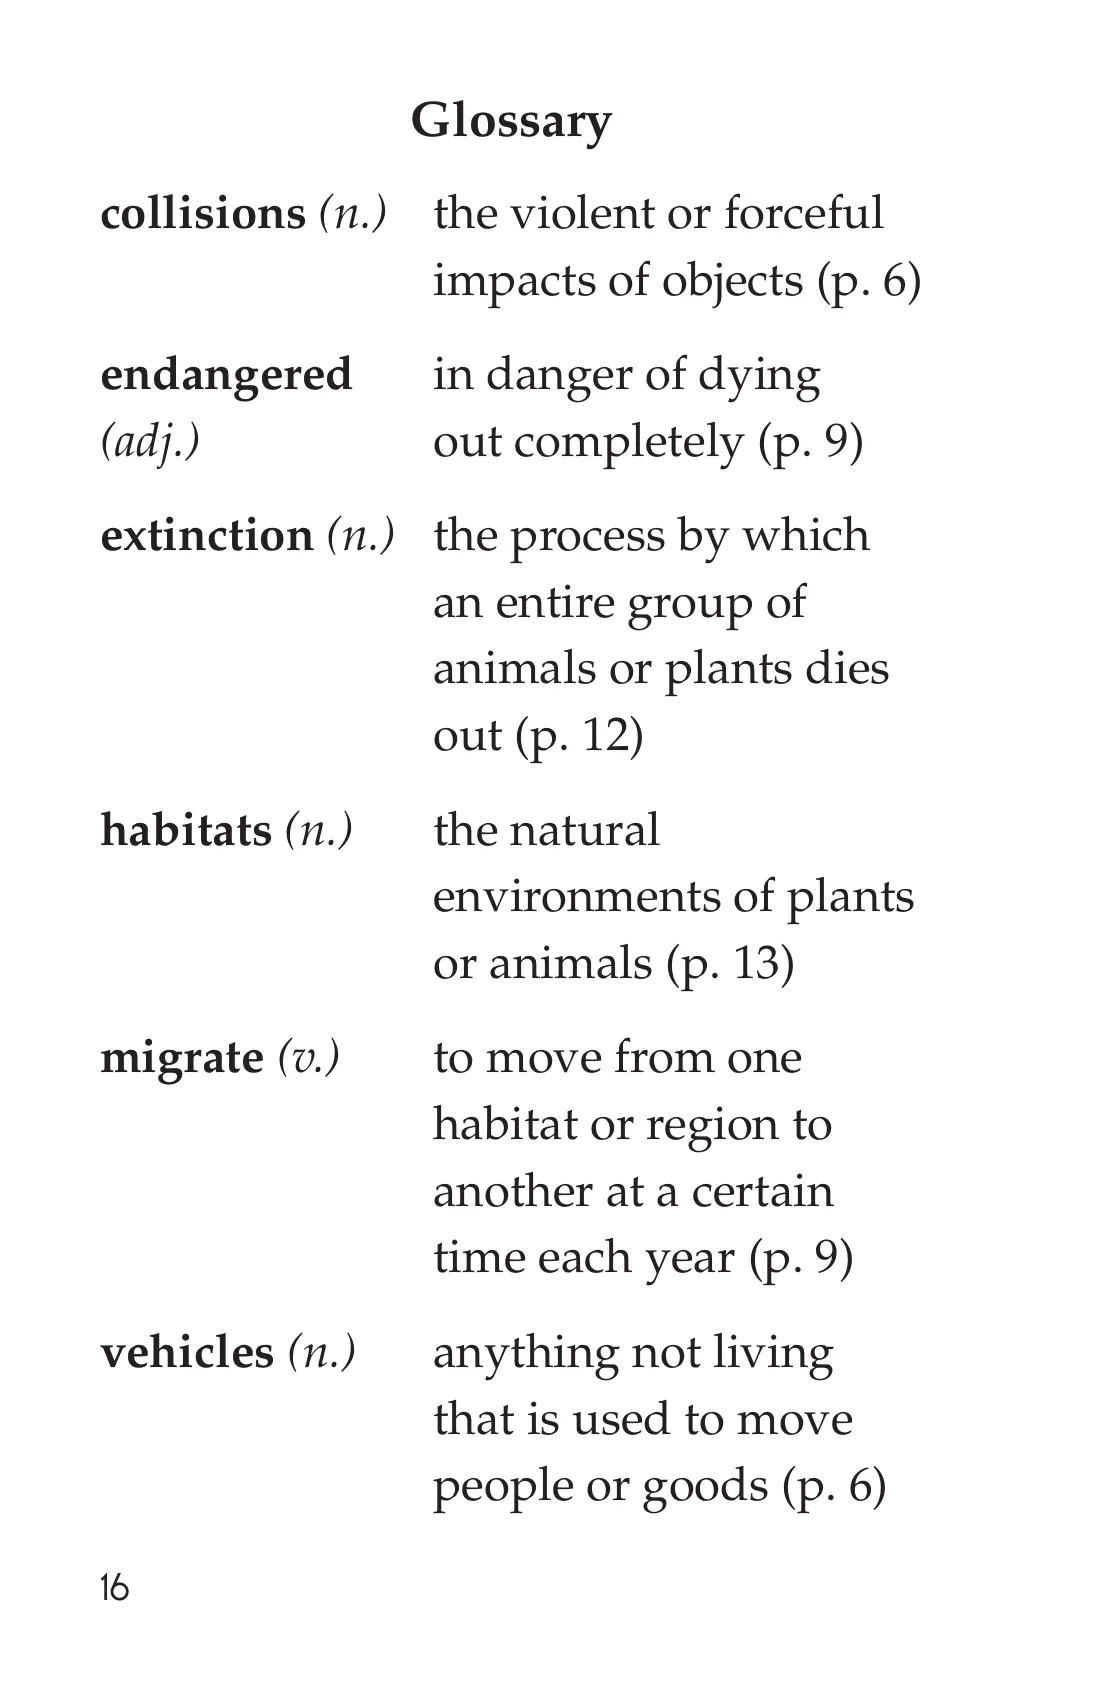 Glossary
collisions (n.) the violent or forceful
impacts of objects (p. 6)
endangered in danger of dying
(adj.) out completely (p. 9)
extinction (n.) the process by which
an entire group of
animals or plants dies
out (p. 12)
habitats (n.) the natural
environments of plants
or animals (p. 13)
migrate (v.) to move from one
habitat or region to
another at a certain
time each year (p. 9)
vehicles (n.) anything not living
that is used to move
people or goods (p. 6)
16